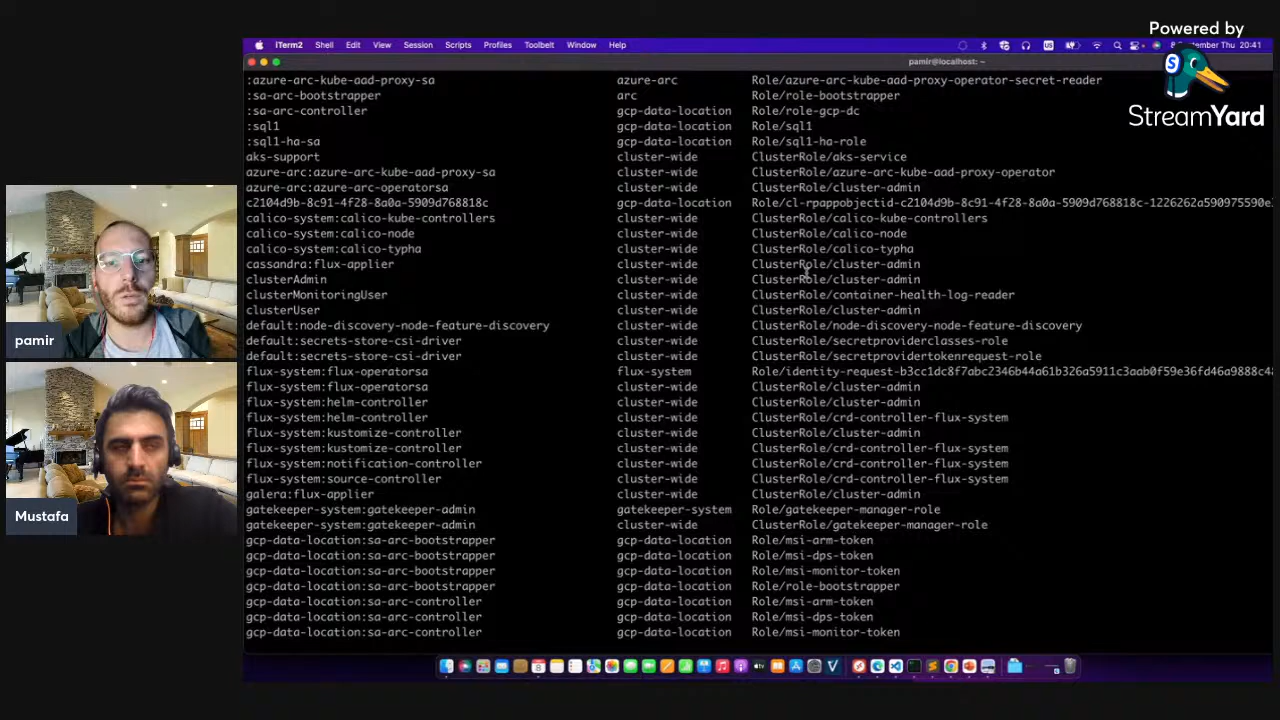 Powered by
StreamYard
iTerm2 Shell Edit View Session Scripts Profiles Toolbelt Window Help
September Thu 20:41
pamir@localhost: ~
:azure-arc-kube-aad-proxy-sa azure-arc Role/azure-arc-kube-aad-proxy-operator-secret-reader
:sa-arc-bootstrapper arc Role/role-bootstrapper
:sa-arc-controller gcp-data-location Role/role-gcp-dc
:sql1 gcp-data-location Role/sql1
:sql1-ha-sa gcp-data-location Role/sql1-ha-role
aks-support cluster-wide ClusterRole/aks-service
azure-arc:azure-arc-kube-aad-proxy-sa cluster-wide ClusterRole/azure-arc-kube-aad-proxy-operator
azure-arc:azure-arc-operatorsa cluster-wide ClusterRole/cluster-admin
c2104d9b-8c91-4f28-8a0a-5909d768818c gcp-data-location Role/cl-rpappobjectid-c2104d9b-8c91-4f28-8a0a-5909d768818c-1226262a590975590e
calico-system:calico-kube-controllers cluster-wide ClusterRole/calico-kube-controllers
calico-system:calico-node cluster-wide ClusterRole/calico-node
calico-system:calico-typha cluster-wide ClusterRole/calico-typha
cassandra:flux-applier cluster-wide ClusterRole/cluster-admin
clusterAdmin cluster-wide ClusterRole/cluster-admin
clusterMonitoringUser cluster-wide ClusterRole/container-health-log-reader
clusterUser cluster-wide ClusterRole/cluster-admin
default:node-discovery-node-feature-discovery cluster-wide ClusterRole/node-discovery-node-feature-discovery
default:secrets-store-csi-driver cluster-wide ClusterRole/secretproviderclasses-role
default:secrets-store-csi-driver cluster-wide ClusterRole/secretprovidertokenrequest-role
flux-system:flux-operatorsa flux-system Role/identity-request-b3cc1dc8f7abc2346b44a61b326a5911c3aab0f59e36fd46a9888c4
flux-system:flux-operatorsa cluster-wide ClusterRole/cluster-admin
flux-system:helm-controller cluster-wide ClusterRole/cluster-admin
flux-system:helm-controller cluster-wide ClusterRole/crd-controller-flux-system
flux-system:kustomize-controller cluster-wide ClusterRole/cluster-admin
flux-system:kustomize-controller cluster-wide ClusterRole/crd-controller-flux-system
flux-system:notification-controller cluster-wide ClusterRole/crd-controller-flux-system
flux-system:source-controller cluster-wide ClusterRole/crd-controller-flux-system
galera:flux-applier cluster-wide ClusterRole/cluster-admin
gatekeeper-system:gatekeeper-admin gatekeeper-system Role/gatekeeper-manager-role
gatekeeper-system:gatekeeper-admin cluster-wide ClusterRole/gatekeeper-manager-role
gcp-data-location:sa-arc-bootstrapper gcp-data-location Role/msi-arm-token
gcp-data-location:sa-arc-bootstrapper gcp-data-location Role/msi-dps-token
gcp-data-location:sa-arc-bootstrapper gcp-data-location Role/msi-monitor-token
gcp-data-location:sa-arc-bootstrapper gcp-data-location Role/role-bootstrapper
gcp-data-location:sa-arc-controller gcp-data-location Role/msi-arm-token
gcp-data-location:sa-arc-controller gcp-data-location Role/msi-dps-token
gcp-data-location:sa-arc-controller gcp-data-location Role/msi-monitor-token
pamir
Mustafa